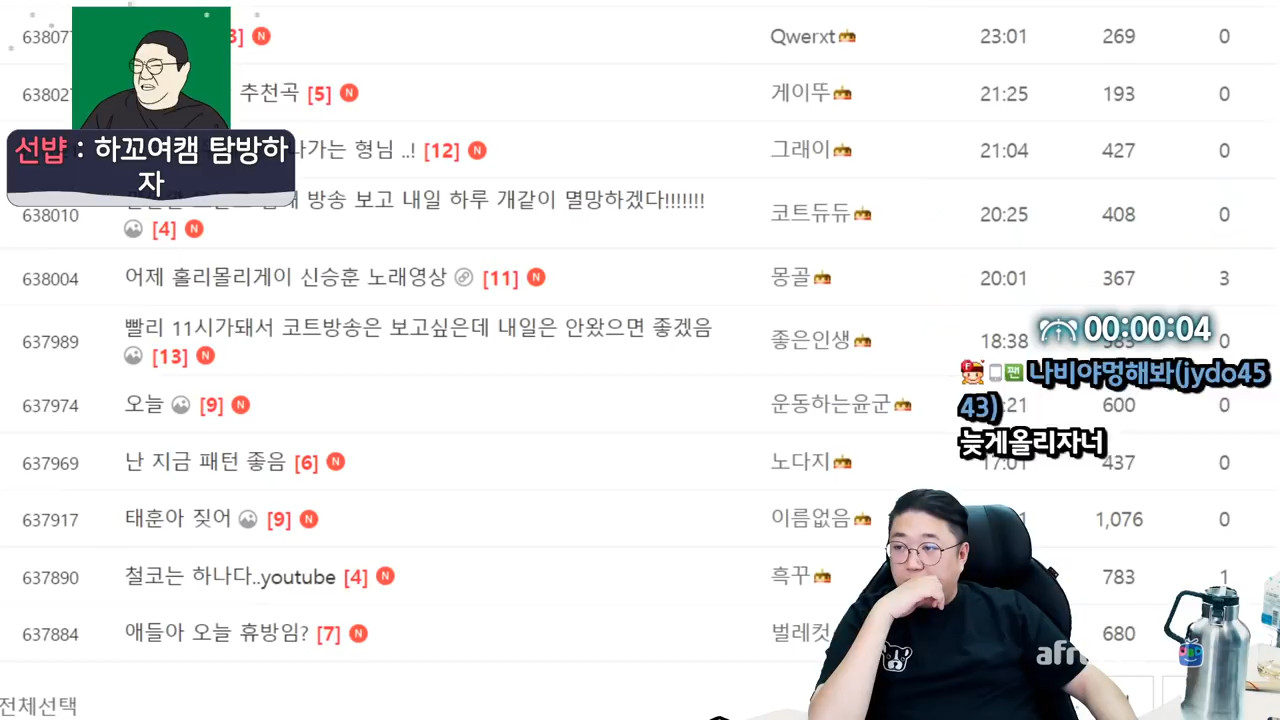 638077 3] N Qwerxt 23:01 269 0
추천곡 [5] N 게이뚜 21:25 193 0
선뱝 : 하꼬여캠 탐방하
자
나가는 형님 ..! [12] N 그래이 21:04 427 0
638010 방송 보고 내일 하루 개같이 멸망하겠다!!!!!!! 코트듀듀 20:25 408 0
[4] N
638004 어제 홀리몰리게이 신승훈 노래영상 [11] N 몽골 20:01 367 3
637989 빨리 11시가돼서 코트방송은 보고싶은데 내일은 안왔으면 좋겠음 좋은인생 18:38 0
[13] N
00:00:04
F 팬 나비야멍해봐(jydo45
43)
늦게올리자너
637974 오늘 [9] N 운동하는윤군 :21 600 0
637969 난 지금 패턴 좋음 [6] N 노다지 17:01 437 0
637917 태훈아 짖어 [9] N 이름없음 1,076 0
637890 철코는 하나다..youtube [4] N 흑꾸 783 1
637884 애들아 오늘 휴방임? [7] N 벌레컷 680
전체선택